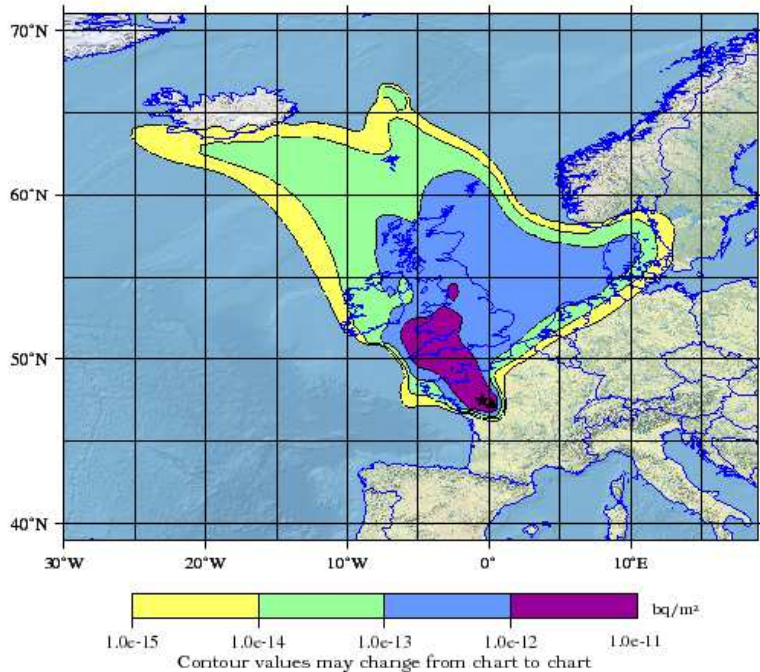 70°N
60°N
50°N
40°N
30°W 20°W 10°W 0° 10°E
bq/m²
1.0e-15 1.0e-14 1.0e-13 1.0e-12 1.0e-11
Contour values may change from chart to chart